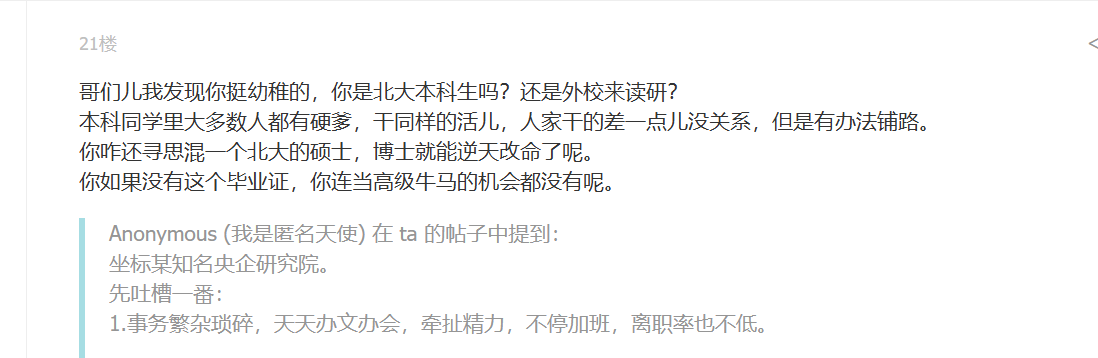 21楼
哥们儿我发现你挺幼稚的，你是北大本科生吗？还是外校来读研？
本科同学里大多数人都有硬爹，干同样的活儿，人家干的差一点儿没关系，但是有办法铺路。
你咋还寻思混一个北大的硕士，博士就能逆天改命了呢。
你如果没有这个毕业证，你连当高级牛马的机会都没有呢。
Anonymous (我是匿名天使) 在 ta 的帖子中提到：
坐标某知名央企研究院。
先吐槽一番：
1.事务繁杂琐碎，天天办文办会，牵扯精力，不停加班，离职率也不低。